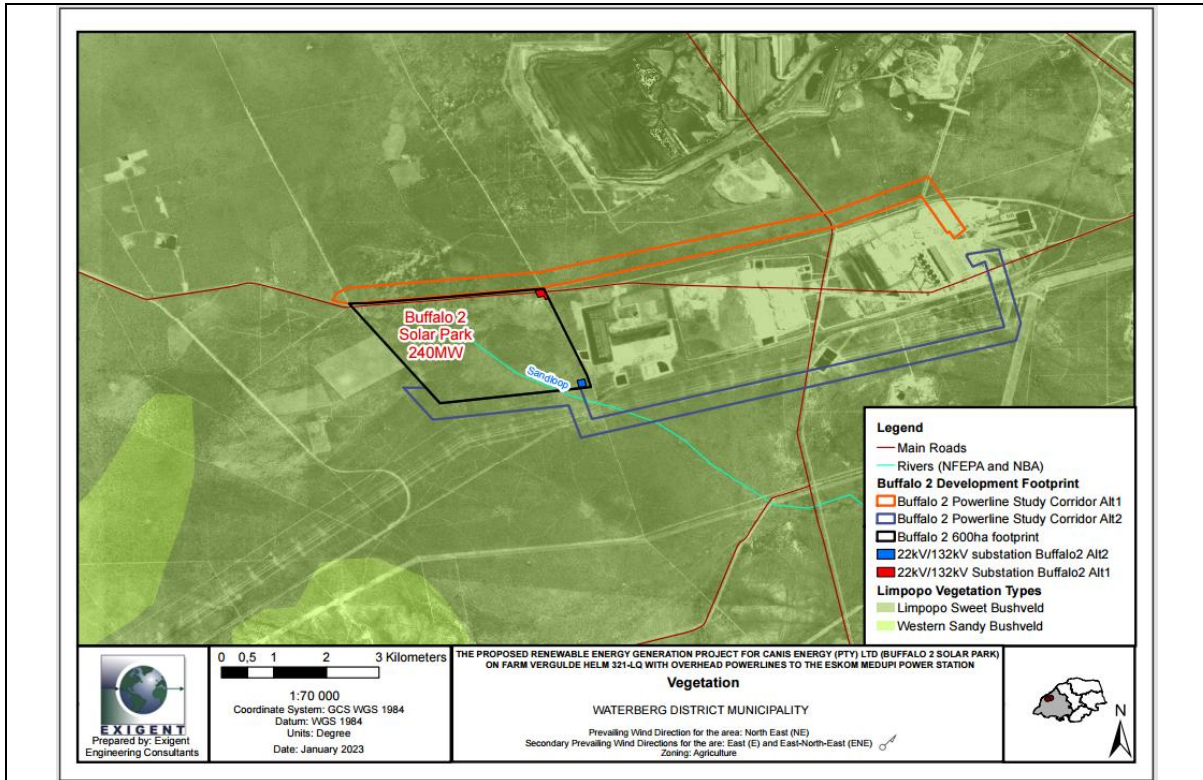 Buffalo 2
Solar Park
240MW
Sandloop
Legend
Main Roads
Rivers (NFEPA and NBA)
Buffalo 2 Development Footprint
Buffalo 2 Powerline Study Corridor Alt1
Buffalo 2 Powerline Study Corridor Alt2
Buffalo 2 600ha footprint
22kV/132kV substation Buffalo2 Alt2
22kV/132kV Substation Buffalo2 Alt1
Limpopo Vegetation Types
Limpopo Sweet Bushveld
Western Sandy Bushveld
EXIGENT
Prepared by: Exigent
Engineering Consultants
0 0,5 1 2 3 Kilometers
1:70 000
Coordinate System: GCS WGS 1984
Datum: WGS 1984
Units: Degree
Date: January 2023
THE PROPOSED RENEWABLE ENERGY GENERATION PROJECT FOR CANIS ENERGY (PTY) LTD (BUFFALO 2 SOLAR PARK)
ON FARM VERGULDE HELM 321-LQ WITH OVERHEAD POWERLINES TO THE ESKOM MEDUPI POWER STATION
Vegetation
WATERBERG DISTRICT MUNICIPALITY
Prevailing Wind Direction for the area: North East (NE)
Secondary Prevailing Wind Directions for the are: East (E) and East-North-East (ENE)
Zoning: Agriculture
N